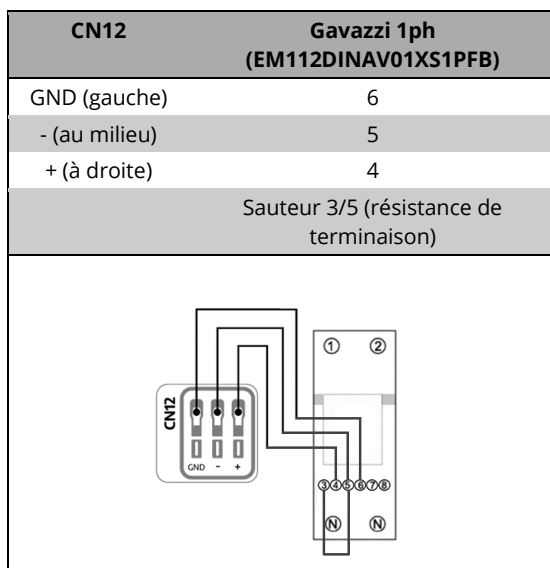 CN12 Gavazzi 1ph
(EM112DINAV01XS1PFB)
GND (gauche) 6
- (au milieu) 5
+ (à droite) 4
Sauteur 3/5 (résistance de
terminaison)
① ②
CN12
GND - +
③④⑤⑥⑦⑧
N N